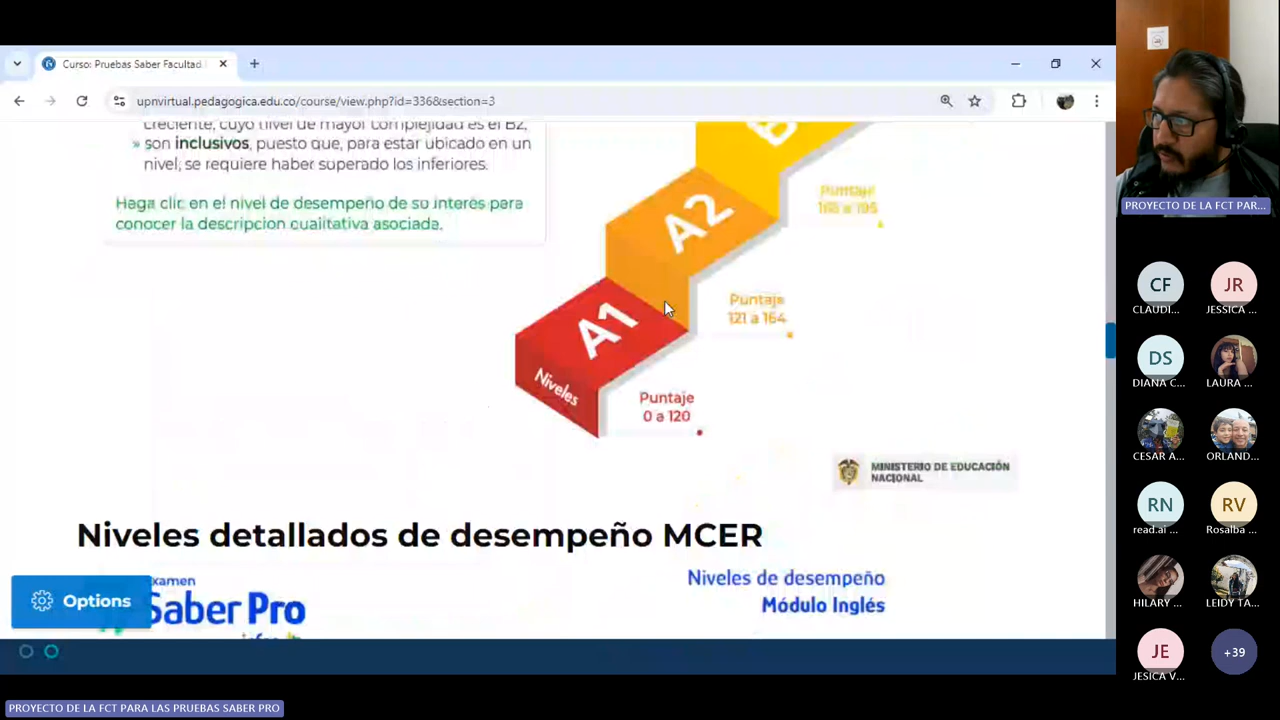 Curso: Pruebas Saber Facultad
upnvirtual.pedagogica.edu.co/course/view.php?id=336&section=3
creciente, cuyo nivel de mayor complejidad es el B2,
» son inclusivos, puesto que, para estar ubicado en un
nivel, se requiere haber superado los inferiores.
Haga clic en el nivel de desempeño de su interés para
conocer la descripción cualitativa asociada.
Puntaje
A2
Puntaje
121 a 164
A1
Niveles
Puntaje
0 a 120
MINISTERIO DE EDUCACIÓN
NACIONAL
Niveles detallados de desempeño MCER
xamen
Saber Pro
Niveles de desempeño
Módulo Inglés
Options
PROYECTO DE LA FCT PAR...
CF
CLAUDI...
JR
JESSICA ...
DS
DIANA C...
LAURA ...
CESAR A...
ORLAND...
RN
read.ai ...
RV
Rosalba ...
HILARY ...
LEIDY TA...
JE
JESICA V...
+39
PROYECTO DE LA FCT PARA LAS PRUEBAS SABER PRO